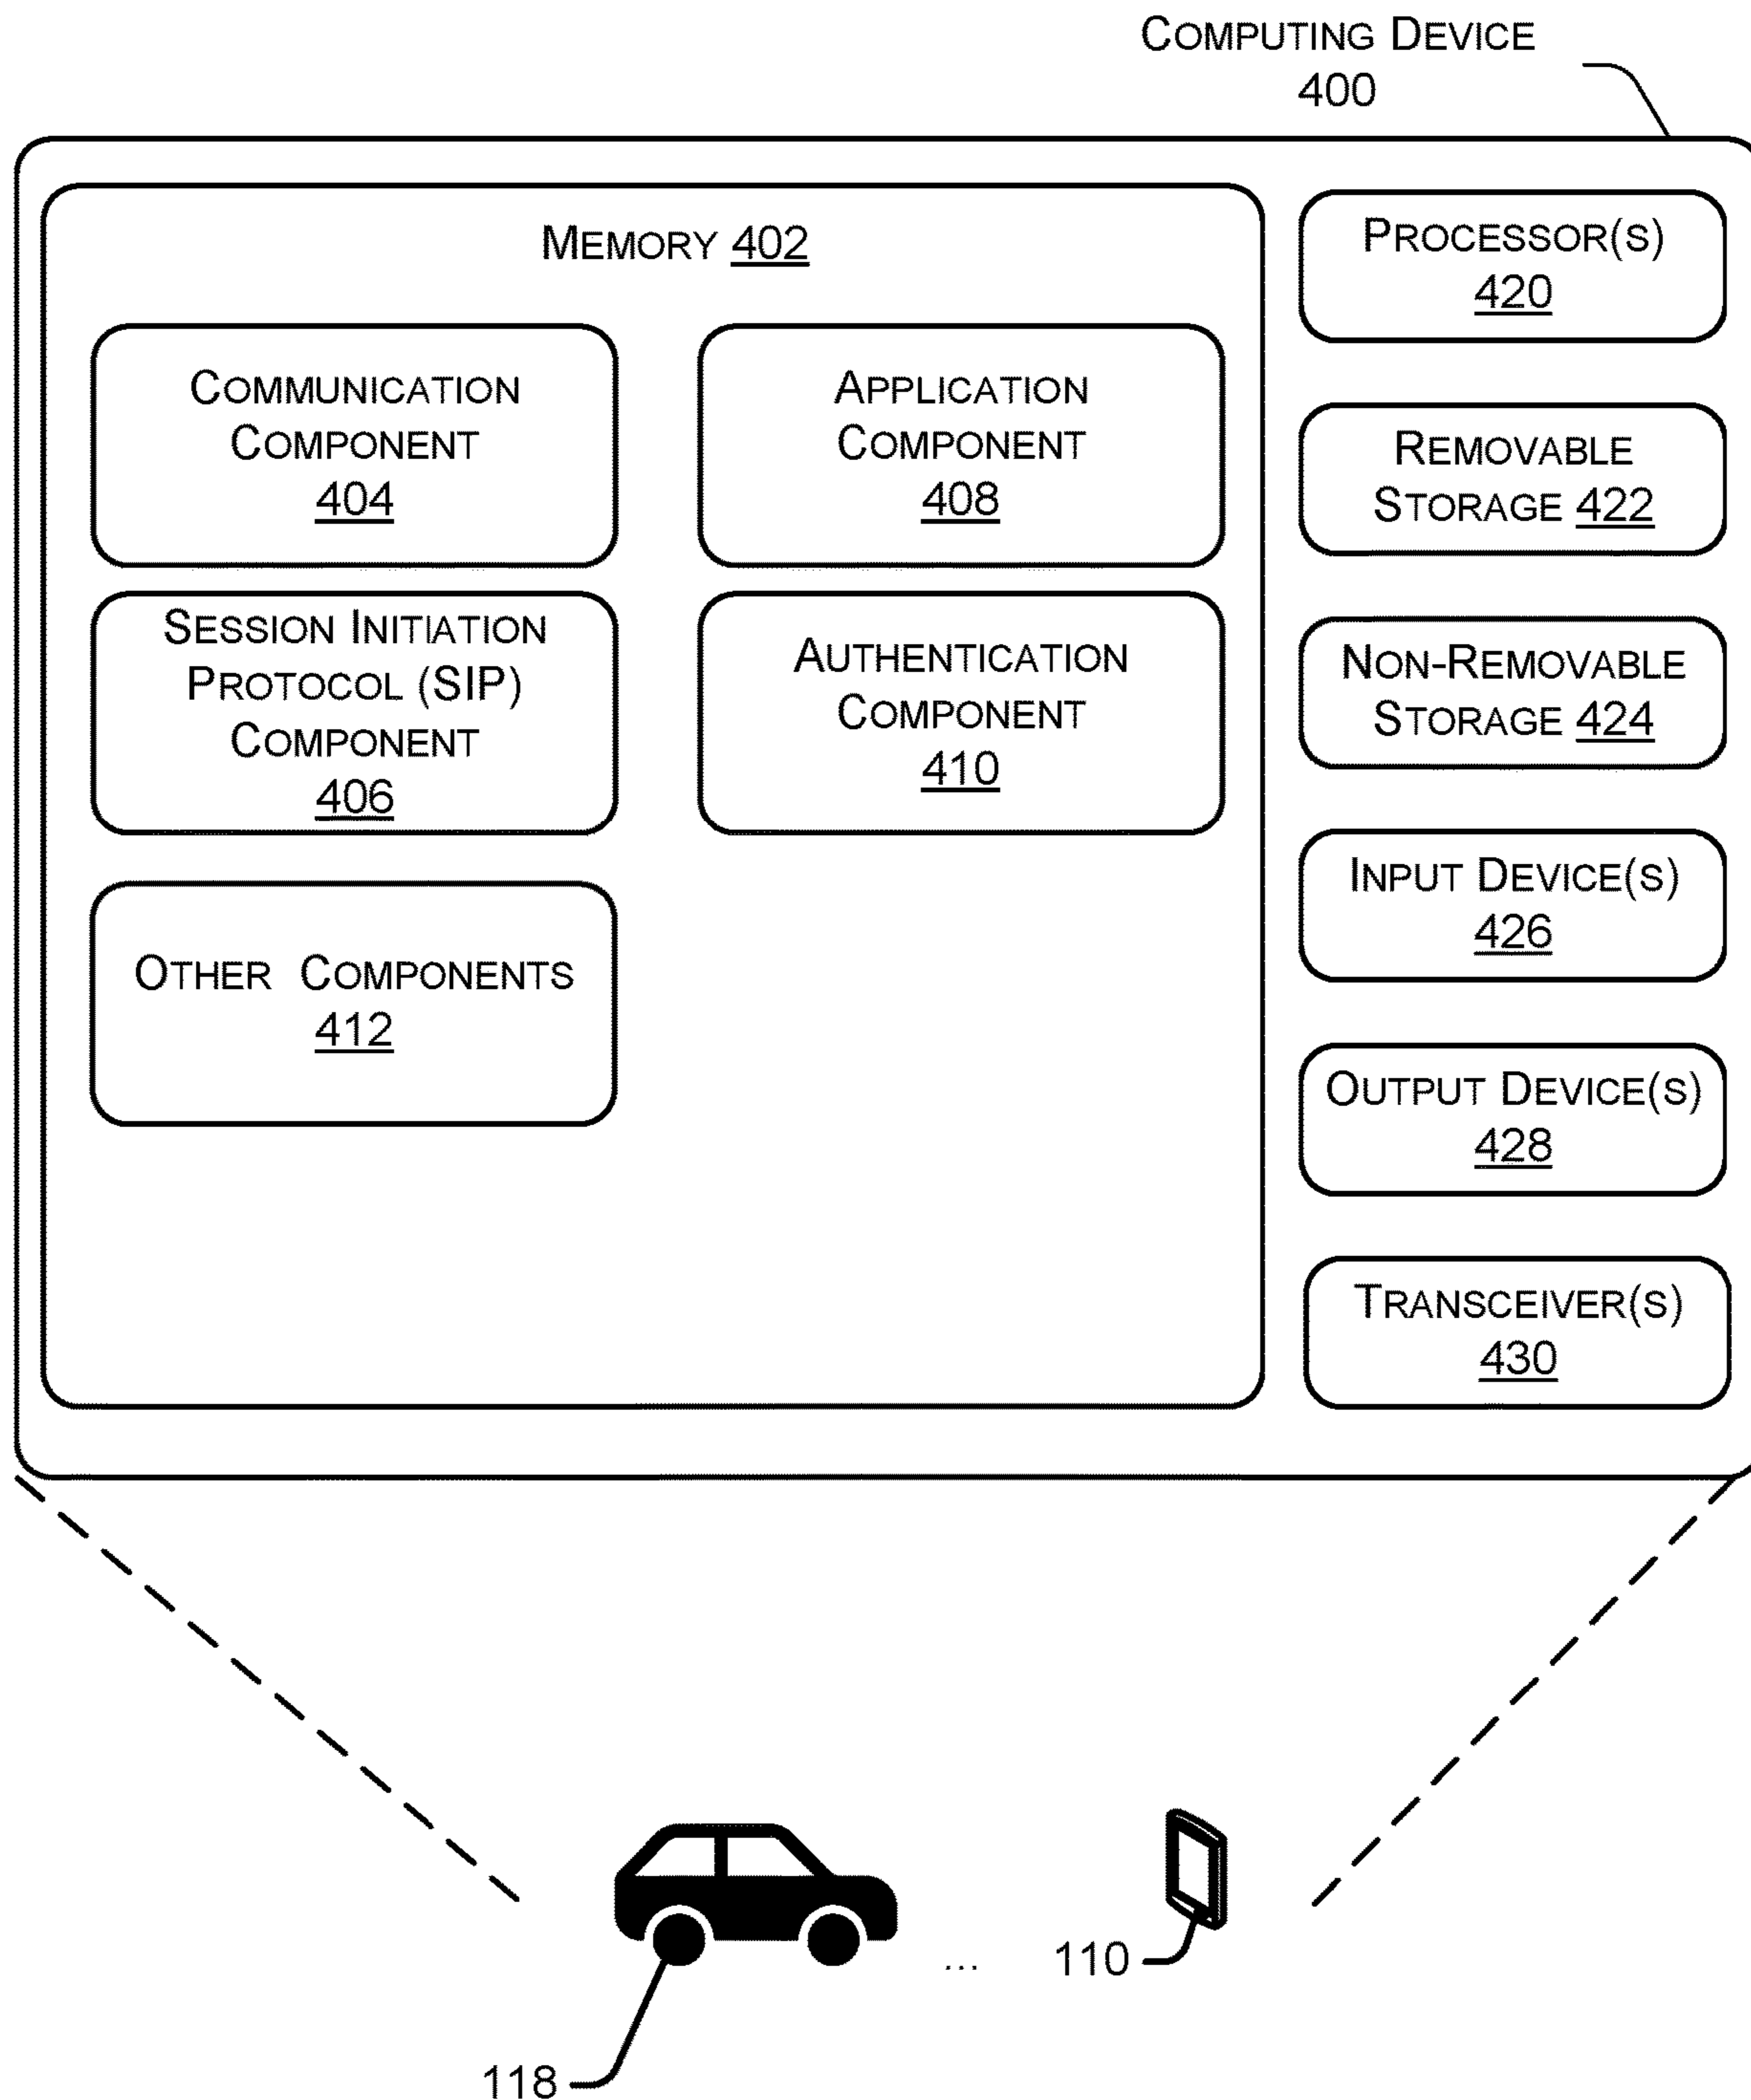 COMPUTING DEVICE
400
MEMORY 402
COMMUNICATION
COMPONENT
404
APPLICATION
COMPONENT
408
SESSION INITIATION
PROTOCOL (SIP)
COMPONENT
406
AUTHENTICATION
COMPONENT
410
OTHER COMPONENTS
412
PROCESSOR(S)
420
REMOVABLE
STORAGE 422
NON-REMOVABLE
STORAGE 424
INPUT DEVICE(S)
426
OUTPUT DEVICE(S)
428
TRANSCEIVER(S)
430
...
110
118